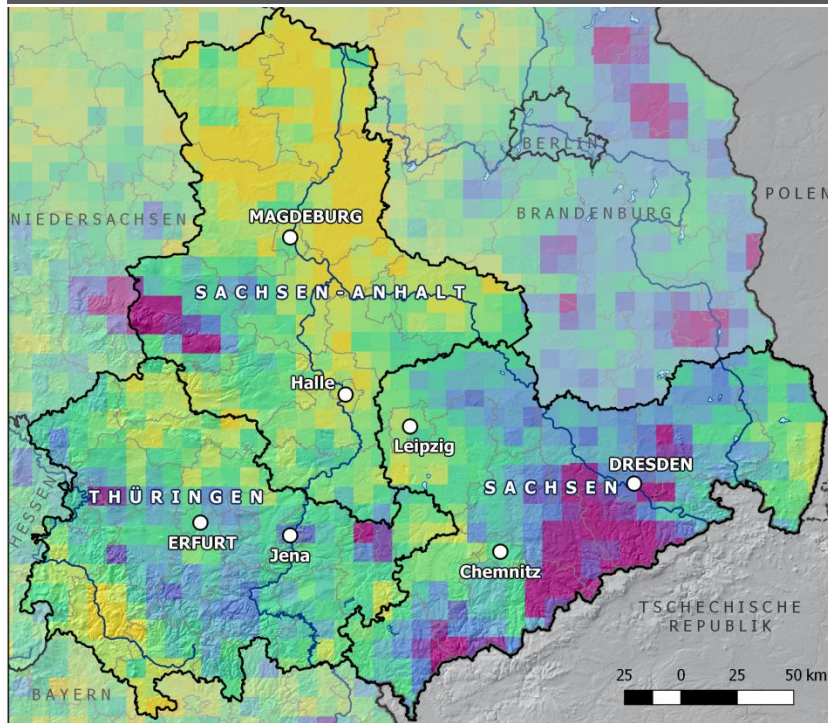 BERLIN
POLEN
NIEDERSACHSEN
BRANDENBURG
MAGDEBURG
SACHSEN-ANHALT
Halle
Leipzig
DRESDEN
SACHSEN
THÜRINGEN
HESSEN
ERFURT
Jena
Chemnitz
TSCHECHISCHE
REPUBLIK
BAYERN
25 0 25 50 km